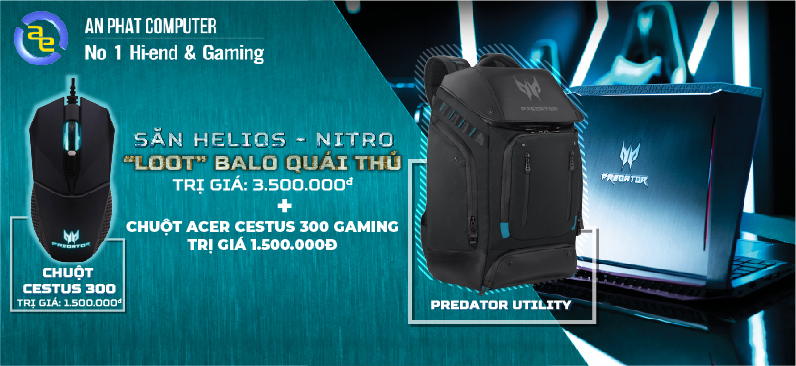 AN PHAT COMPUTER
No 1 Hi-end & Gaming
SĂN HELIOS - NITRO
“LOOT” BALO QUÁI THÚ
TRỊ GIÁ: 3.500.000đ
+
CHUỘT ACER CESTUS 300 GAMING
TRỊ GIÁ 1.500.000Đ
PREDATOR
CHUỘT
CESTUS 300
TRỊ GIÁ: 1.500.000đ
PREDATOR
PREDATOR UTILITY
PREDATOR